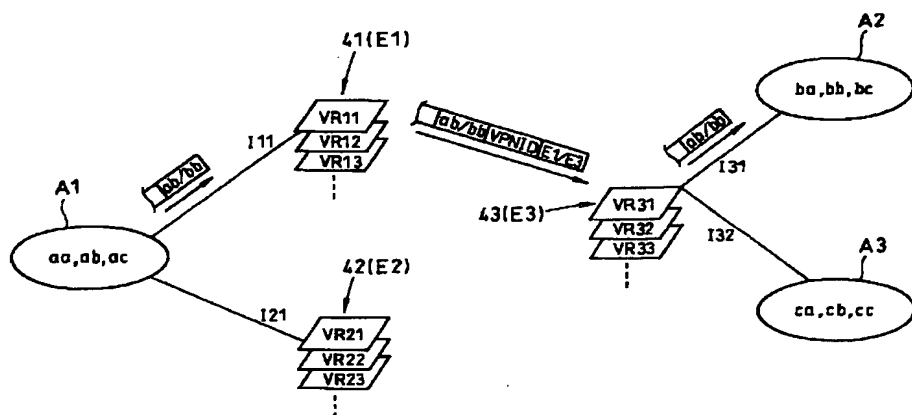 41(E1)
A2
ba,bb,bc
VR11
VR12
VR13
ab/bb VPNID E1/E3
ab/bb
I11
I31
ab/bb
A1
43(E3)
VR31
VR32
VR33
I32
aa,ab,ac
42(E2)
A3
I21
ca,cb,cc
VR21
VR22
VR23